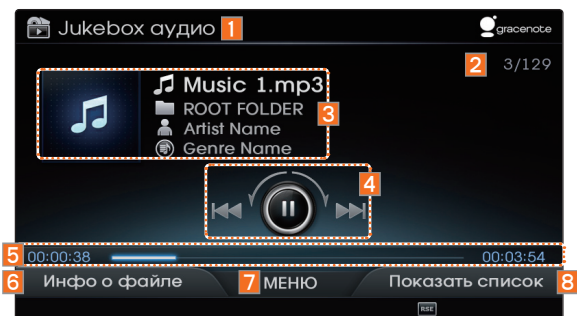 Jukebox аудио 1
gracenote
2 3/129
Music 1.mp3
ROOT FOLDER
3
Artist Name
Genre Name
4
5 00:00:38 00:03:54
6 Инфо о файле 7 МЕНЮ Показать список 8
RSE